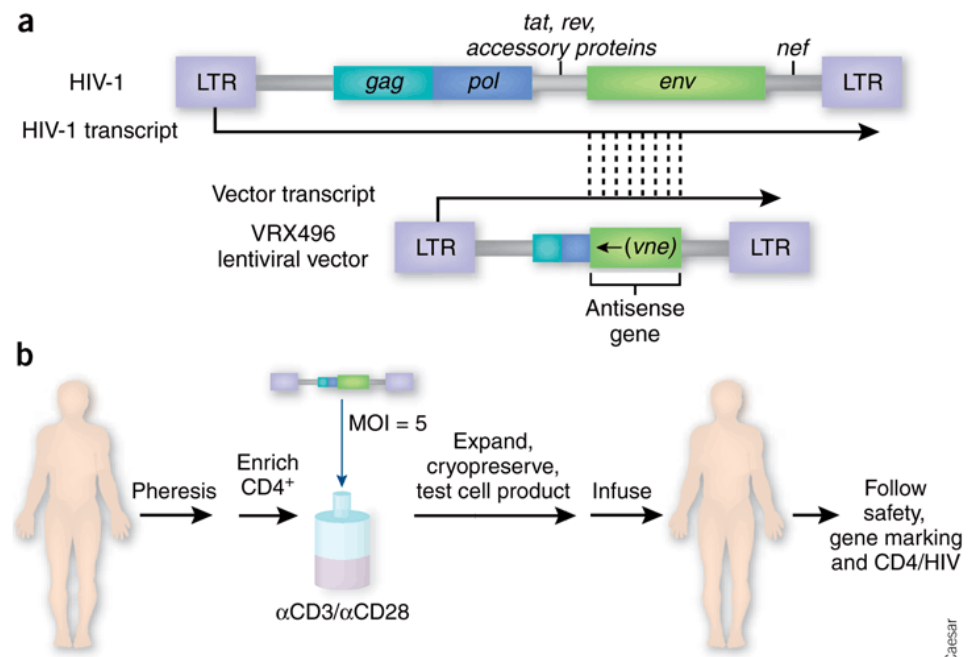 a
tat, rev,
accessory proteins
nef
HIV-1
LTR
gag
pol
env
LTR
HIV-1 transcript
Vector transcript
VRX496
lentiviral vector
LTR
(vne)
LTR
Antisense
gene
b
MOI = 5
Pheresis
Enrich
CD4⁺
Expand,
cryopreserve,
test cell product
Infuse
Follow
safety,
gene marking
and CD4/HIV
αCD3/αCD28
Caesar